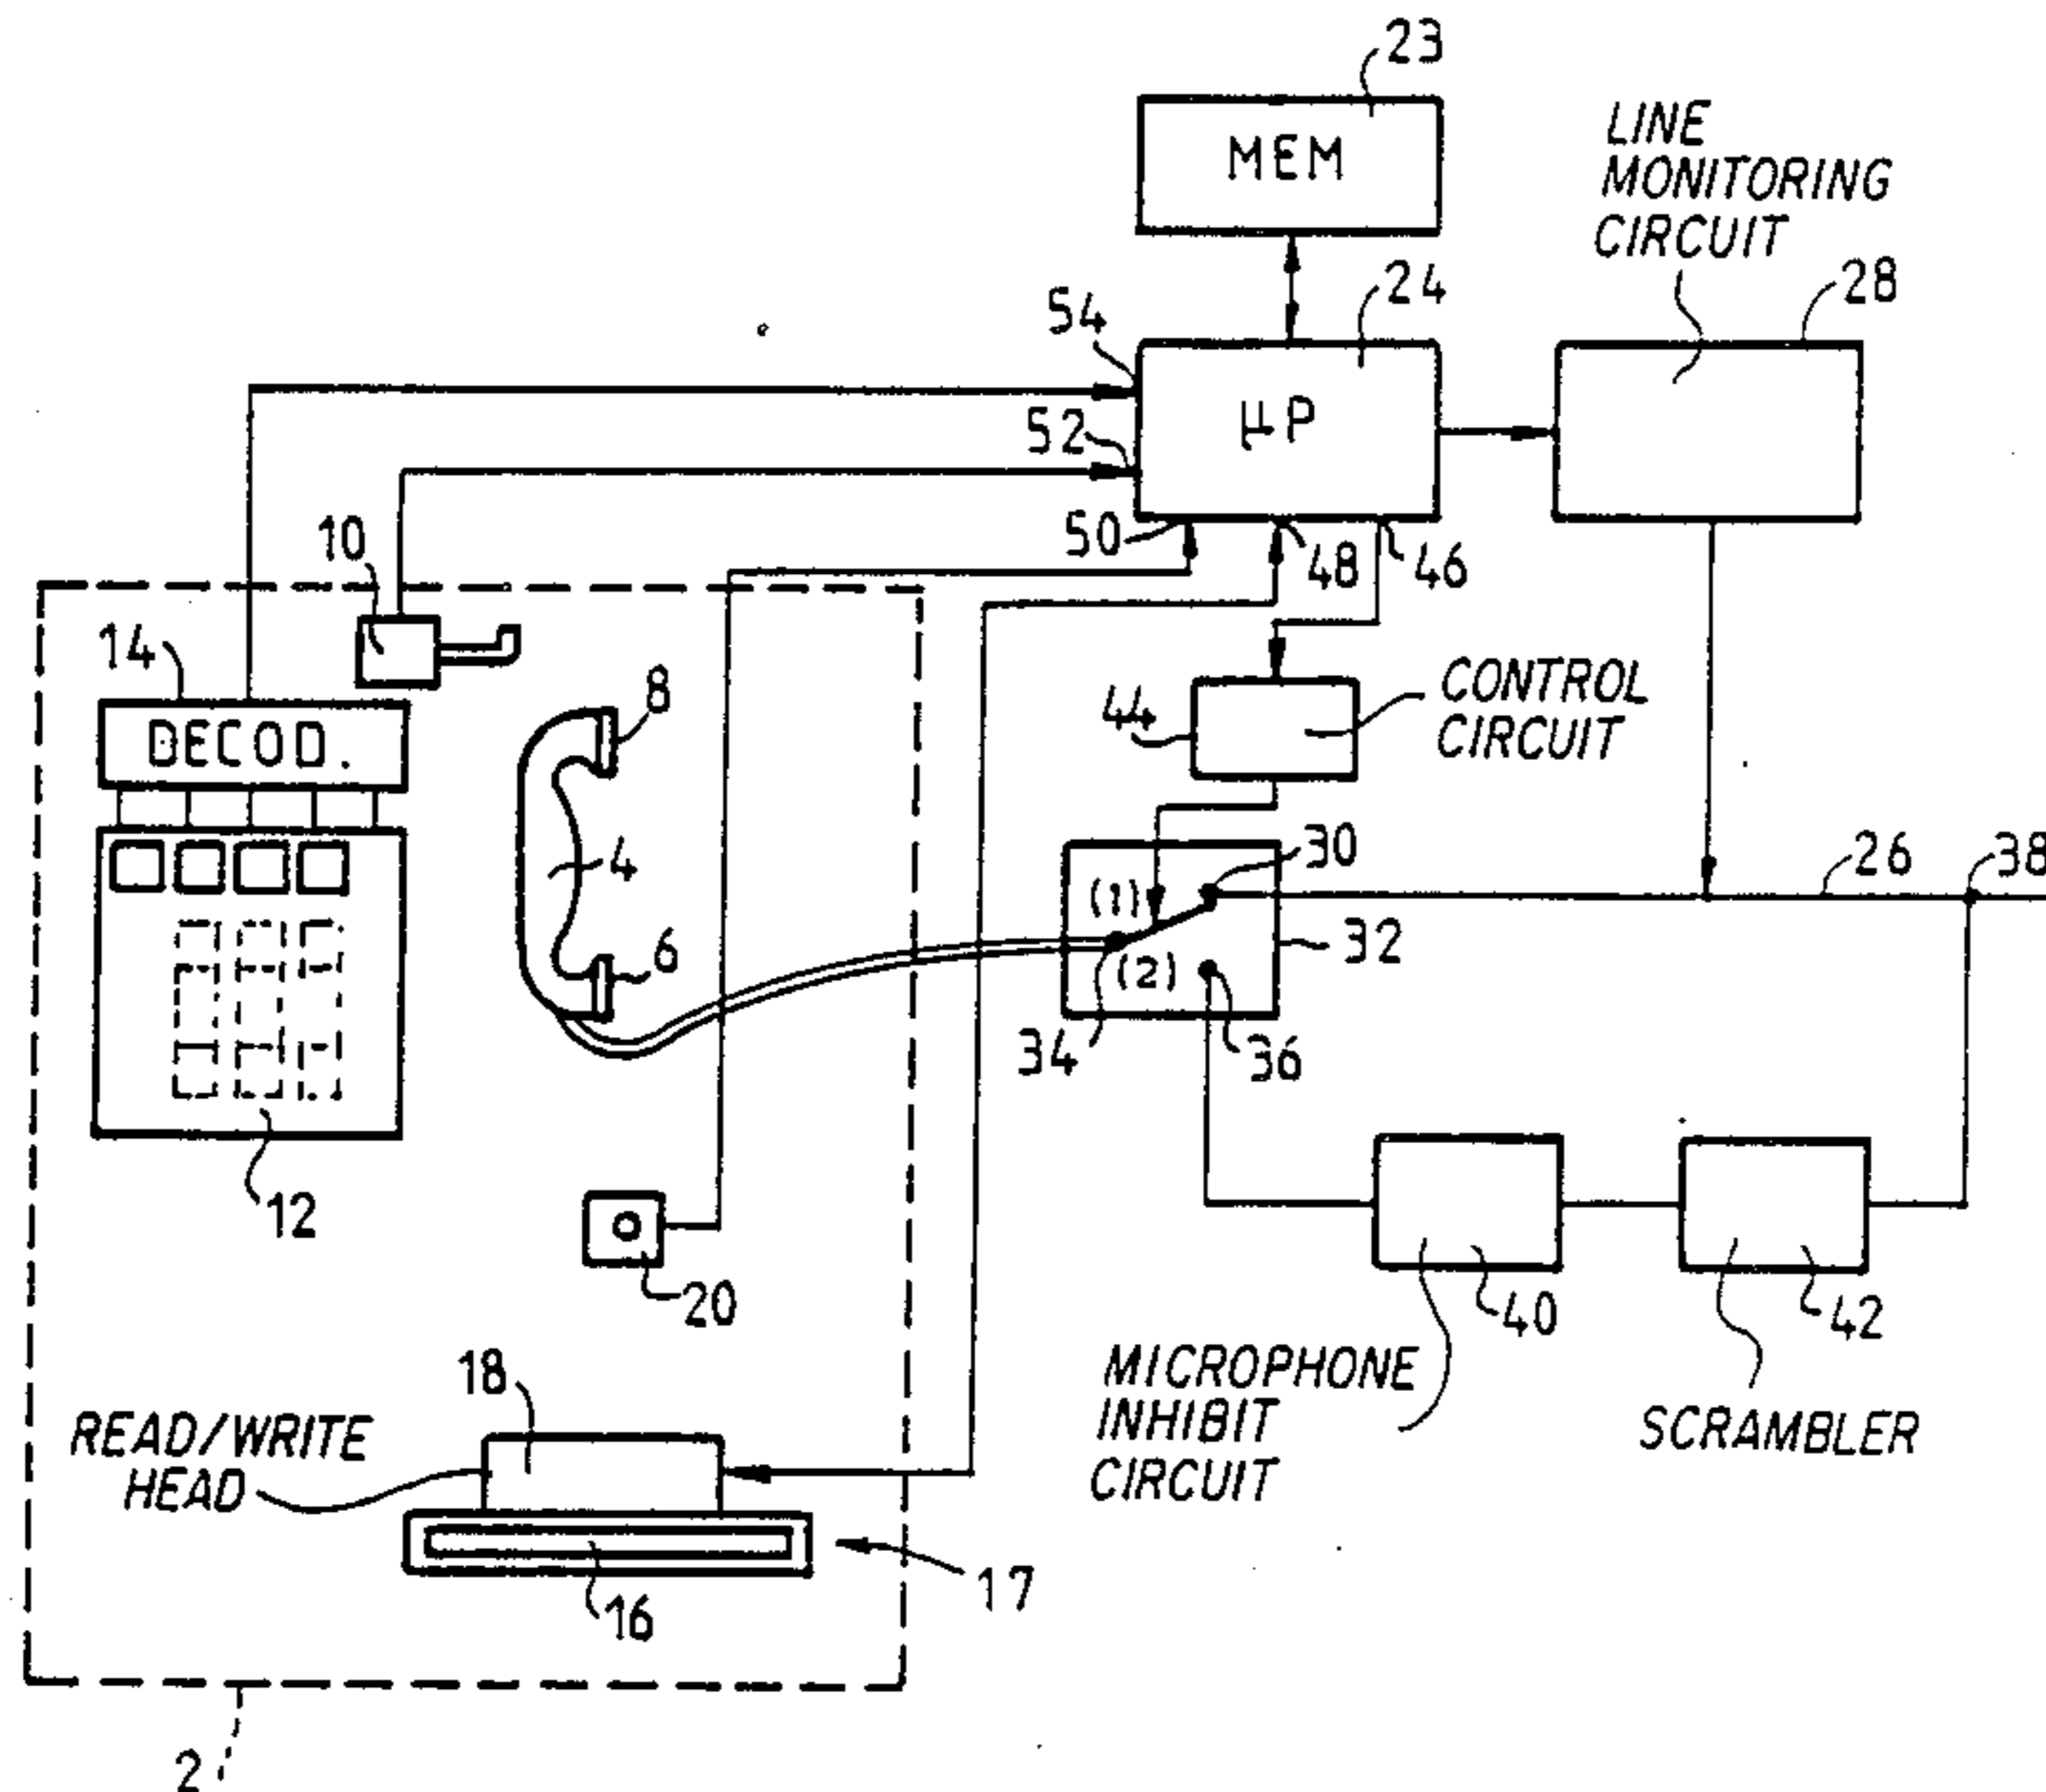 23
MEM
LINE
MONITORING
CIRCUIT
24
28
54
µP
52
50
48
46
10
14
DECOD.
8
44
CONTROL
CIRCUIT
4
30
26
38
(1)
6
32
(2)
34
36
12
20
40
42
18
MICROPHONE
INHIBIT
CIRCUIT
SCRAMBLER
READ/WRITE
HEAD
17
16
2